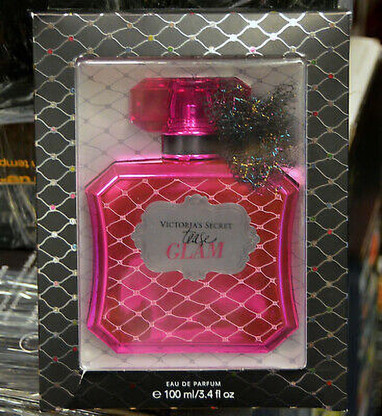 VICTORIA'S SECRET
tease
GLAM
EAU DE PARFUM
e 100 ml/3.4 fl oz